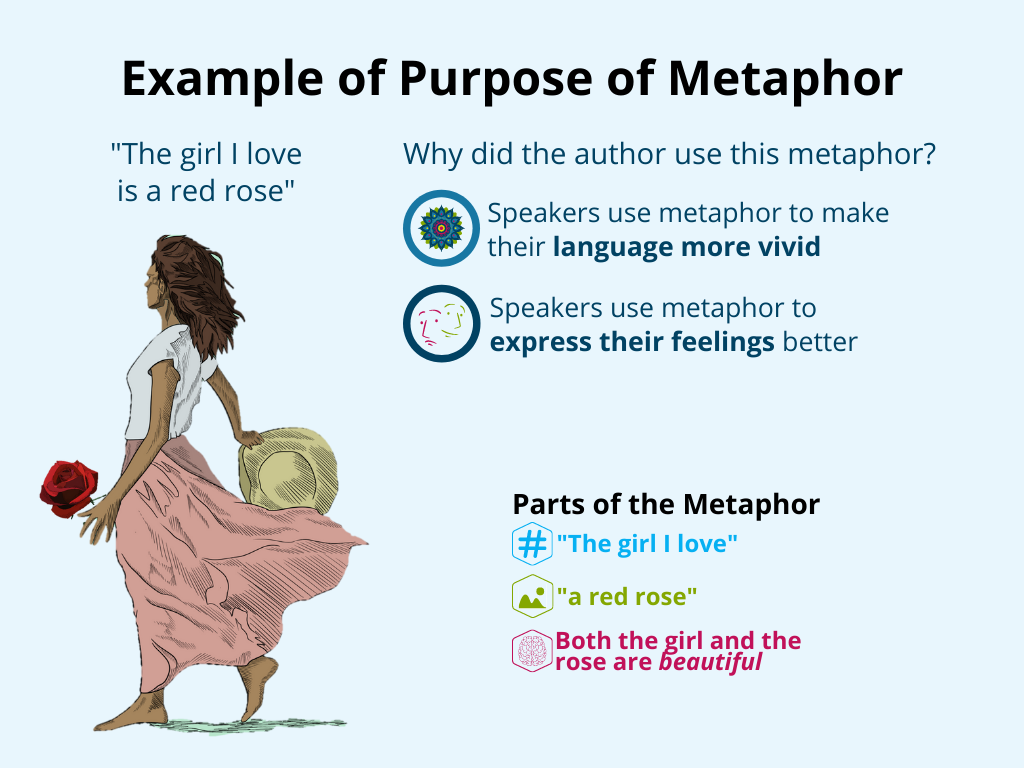 Example of Purpose of Metaphor
"The girl I love
is a red rose"
Why did the author use this metaphor?
Speakers use metaphor to make
their language more vivid
Speakers use metaphor to
express their feelings better
Parts of the Metaphor
"The girl I love"
"a red rose"
Both the girl and the
rose are beautiful